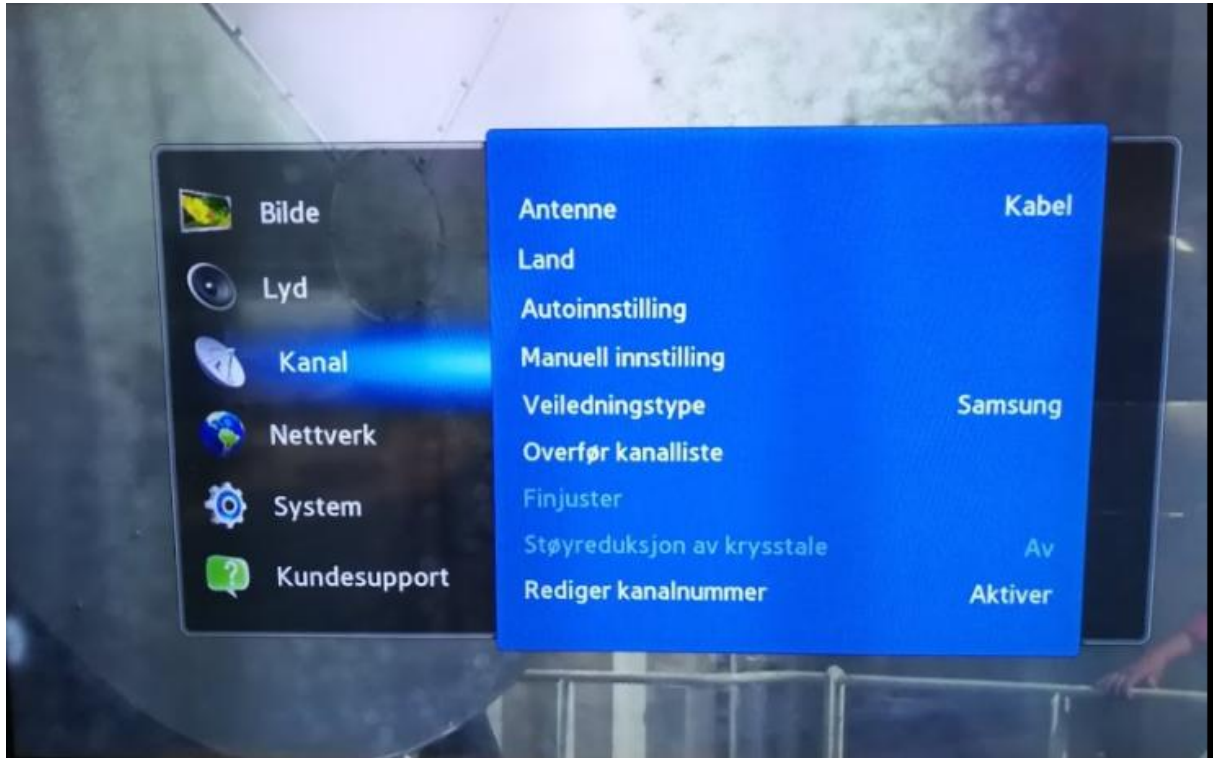 Bilde
Lyd
Kanal
Nettverk
System
Kundesupport
Antenne Kabel
Land
Autoinnstilling
Manuell innstilling
Veiledningstype Samsung
Overfør kanalliste
Finjuster
Støyreduksjon av krysstale Av
Rediger kanalnummer Aktiver